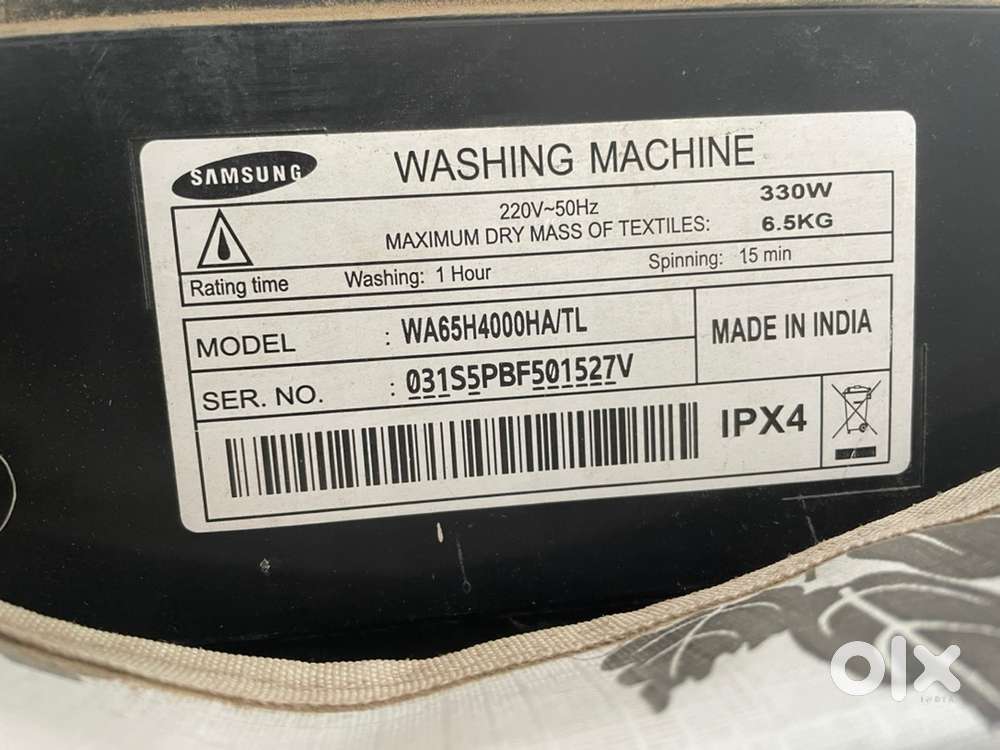 SAMSUNG
WASHING MACHINE
220V~50Hz 330W
MAXIMUM DRY MASS OF TEXTILES: 6.5KG
Rating time Washing: 1 Hour Spinning: 15 min
MODEL : WA65H4000HA/TL
MADE IN INDIA
SER. NO. : 031S5PBF501527V
IPX4
olx
INDIA